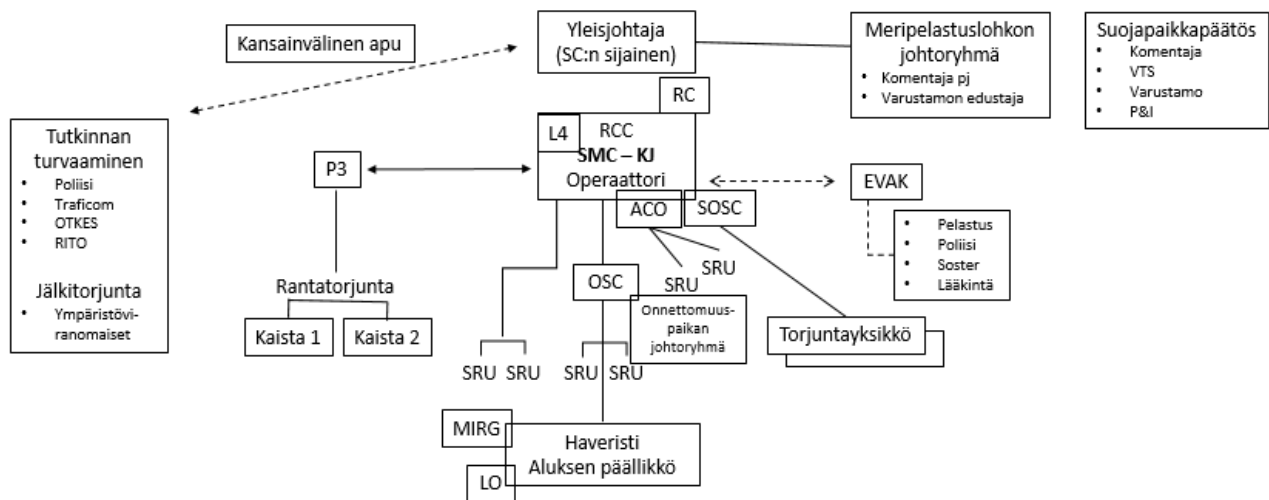 Kansainvälinen apu
Yleisjohtaja
(SC:n sijainen)
Meripelastuslohkon
johtoryhmä
• Komentaja pj
• Varustamon edustaja
Suojapaikkapäätös
• Komentaja
• VTS
• Varustamo
• P&I
Tutkinnan
turvaaminen
• Poliisi
• Traficom
• OTKES
• RITO
Jälkitorjunta
• Ympäristövi-
ranomaiset
RC
L4
RCC
SMC – KJ
Operaattori
P3
EVAK
• Pelastus
• Poliisi
• Soster
• Lääkintä
ACO
SOSC
SRU
SRU
OSC
Onnettomuus-
paikan
johtoryhmä
Rantatorjunta
Kaista 1
Kaista 2
Torjuntayksikkö
SRU SRU
SRU SRU
MIRG
Haveristi
Aluksen päällikkö
LO